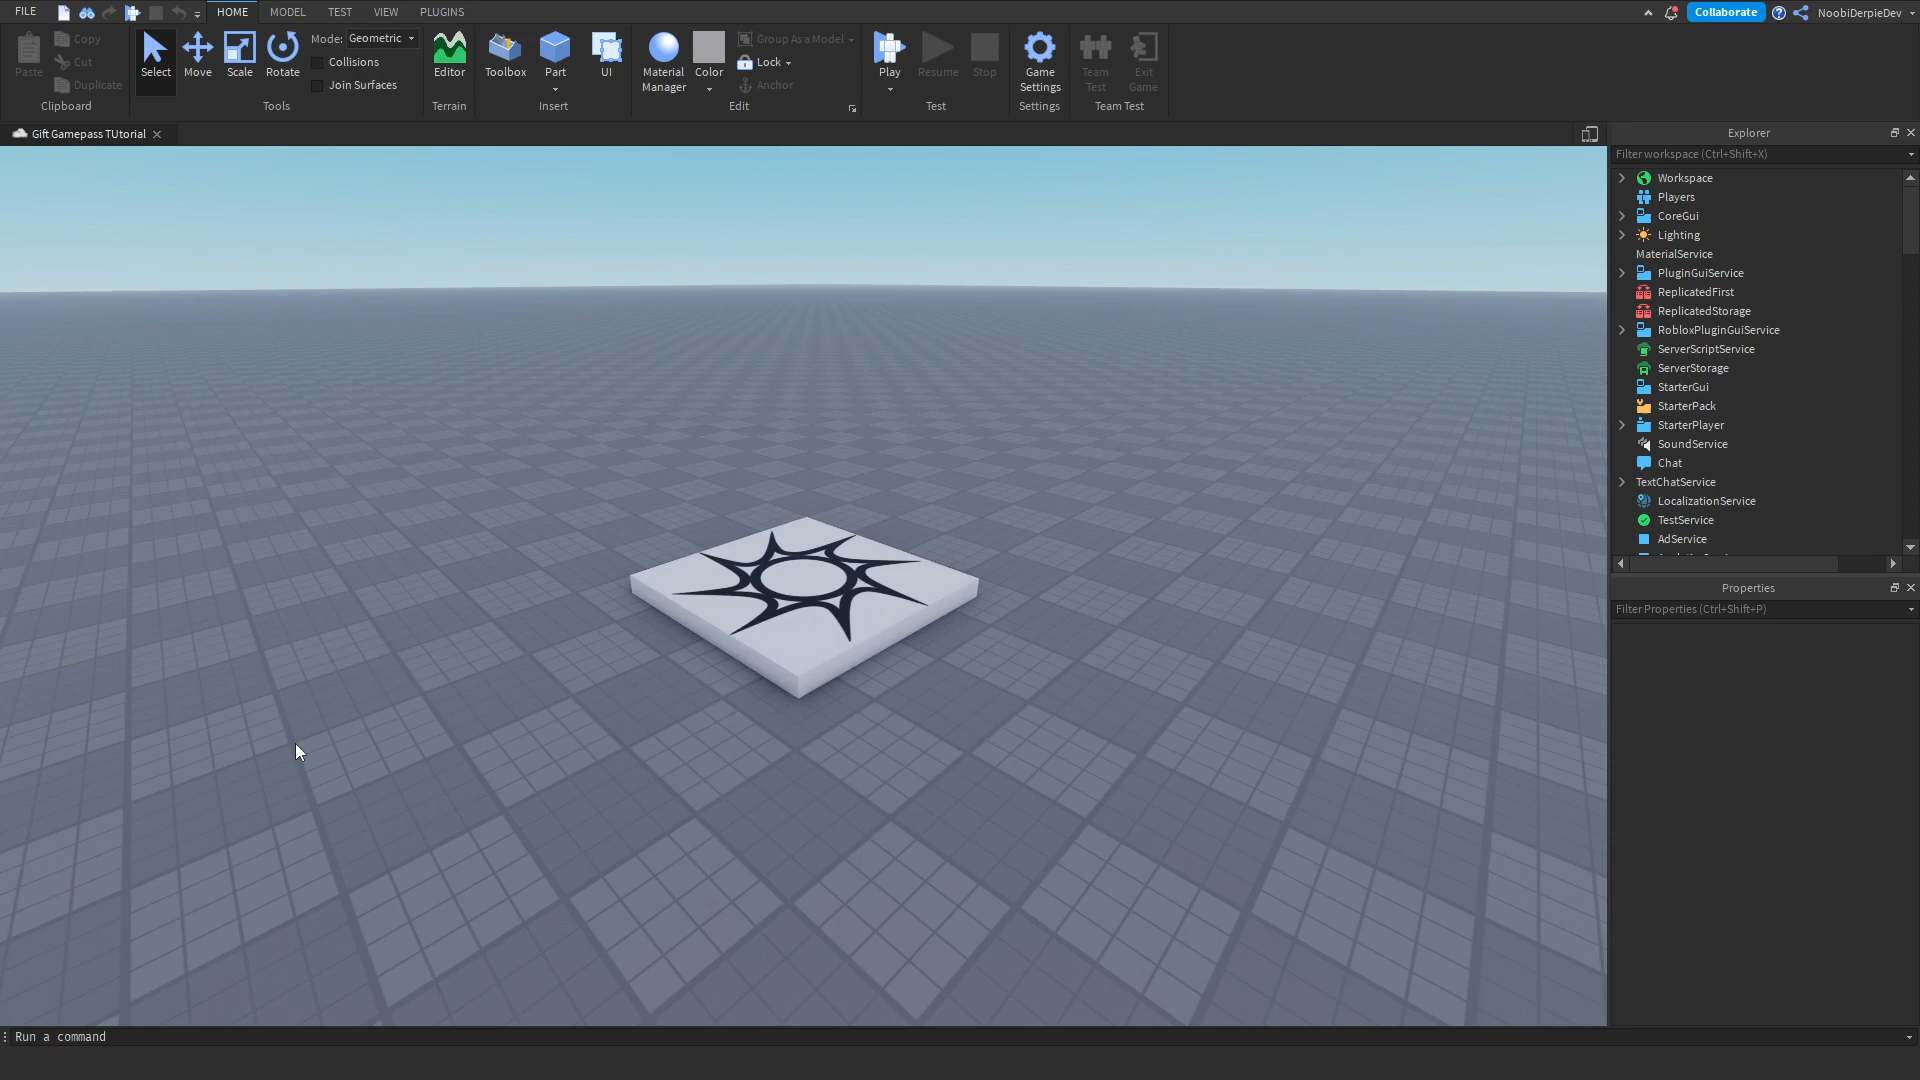 FILE
HOME
MODEL
TEST
VIEW
PLUGINS
Collaborate
NoobiDerpieDev
Paste
Copy
Cut
Duplicate
Clipboard
Select
Move
Scale
Rotate
Mode: Geometric
Collisions
Join Surfaces
Tools
Editor
Terrain
Toolbox
Part
UI
Insert
Material
Manager
Color
Group As a Model
Lock
Anchor
Edit
Play
Resume
Stop
Test
Game
Settings
Settings
Team
Test
Exit
Game
Team Test
Gift Gamepass TUtorial
Explorer
Filter workspace (Ctrl+Shift+X)
Workspace
Players
CoreGui
Lighting
MaterialService
PluginGuiService
ReplicatedFirst
ReplicatedStorage
RobloxPluginGuiService
ServerScriptService
ServerStorage
StarterGui
StarterPack
StarterPlayer
SoundService
Chat
TextChatService
LocalizationService
TestService
AdService
Properties
Filter Properties (Ctrl+Shift+P)
Run a command